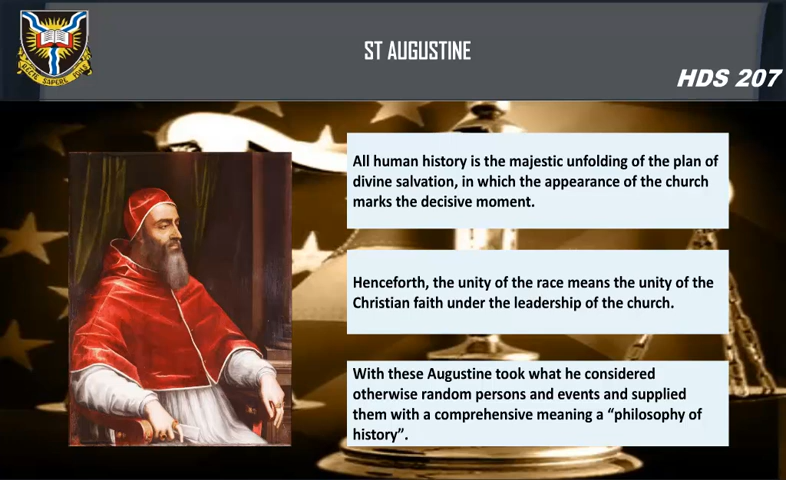 ST AUGUSTINE
HDS 207
RECTE SAPERE FONS
All human history is the majestic unfolding of the plan of
divine salvation, in which the appearance of the church
marks the decisive moment.
Henceforth, the unity of the race means the unity of the
Christian faith under the leadership of the church.
With these Augustine took what he considered
otherwise random persons and events and supplied
them with a comprehensive meaning a “philosophy of
history”.